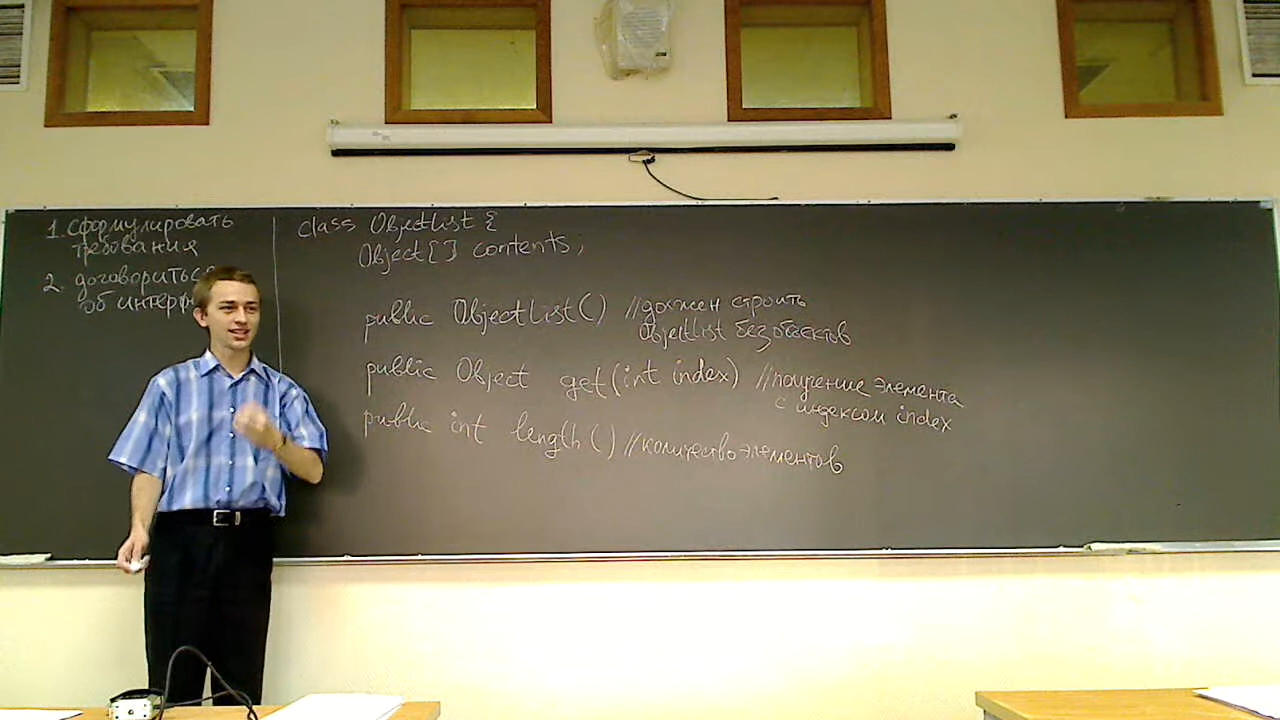 1. Сформулировать
требования
2. договориться
об интерф
class ObjectList {
Object[] contents;
public ObjectList() //должен строить
ObjectList без объектов
public Object get(int index) //получение элемента
с индексом index
public int length() //количество элементов